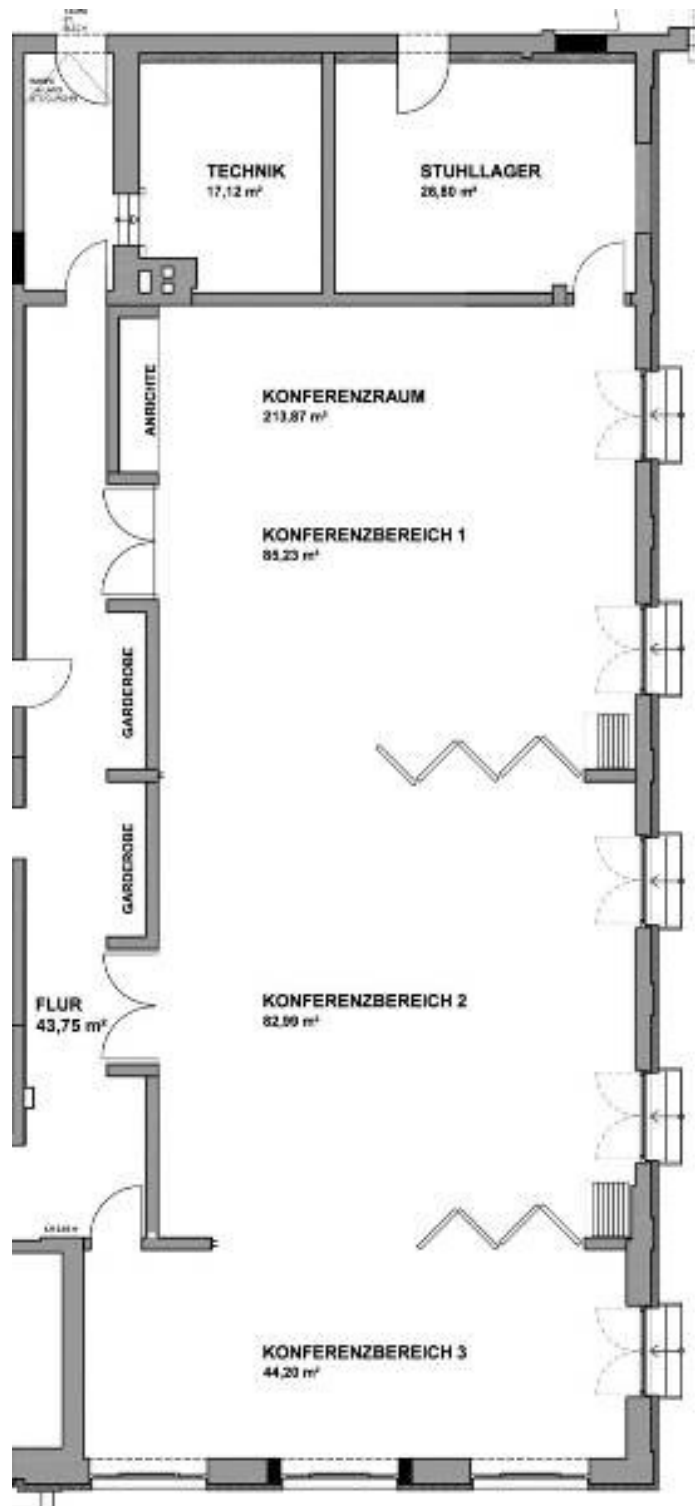 TECHNIK
17,12 m²
STUHLLAGER
26,80 m²
ANRICHTE
KONFERENZRAUM
213,87 m²
KONFERENZBEREICH 1
85,23 m²
GARDEROBE
GARDEROBE
FLUR
43,75 m²
KONFERENZBEREICH 2
82,99 m²
KONFERENZBEREICH 3
44,20 m²